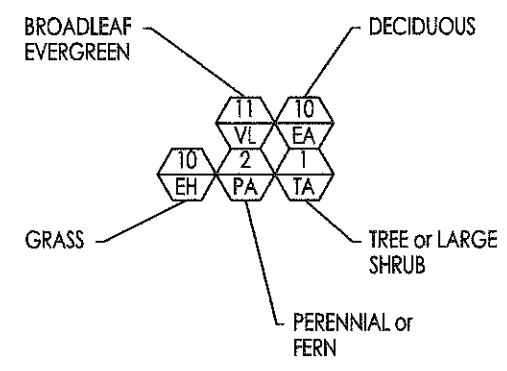 BROADLEAF
EVERGREEN
DECIDUOUS
11
10
VL
EA
10
2
1
EH
PA
TA
GRASS
TREE or LARGE
SHRUB
PERENNIAL or
FERN